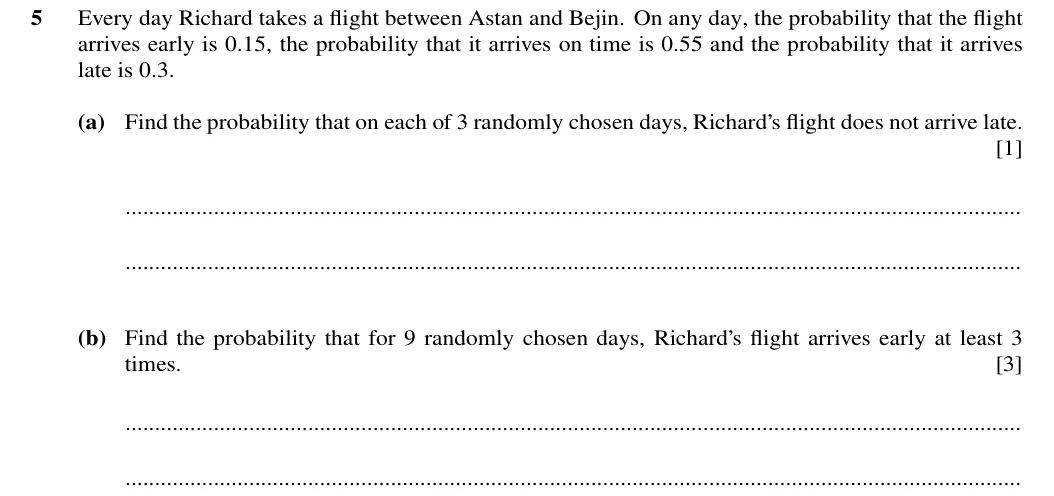 5 Every day Richard takes a flight between Astan and Bejin. On any day, the probability that the flight
arrives early is 0.15, the probability that it arrives on time is 0.55 and the probability that it arrives
late is 0.3.
(a) Find the probability that on each of 3 randomly chosen days, Richard’s flight does not arrive late.
[1]
(b) Find the probability that for 9 randomly chosen days, Richard’s flight arrives early at least 3
times. [3]